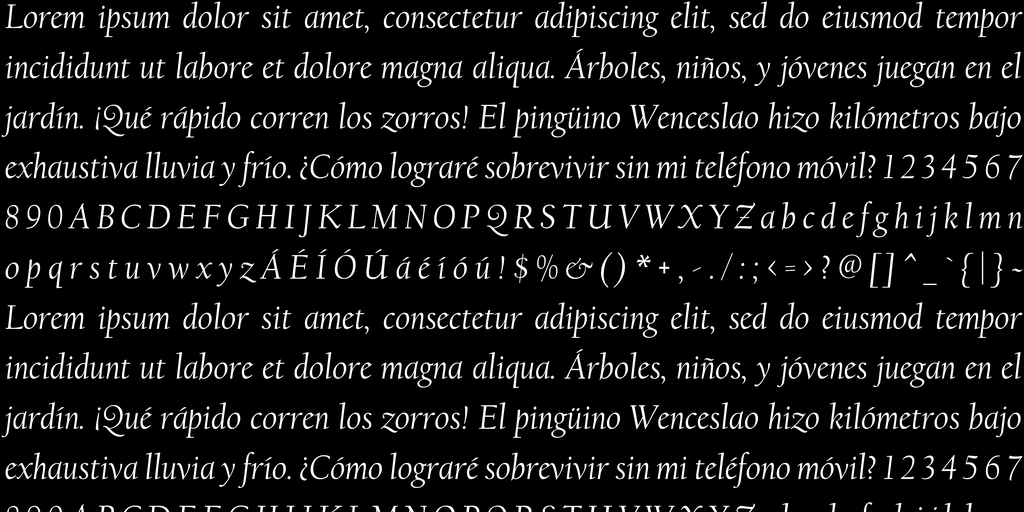 Lorem ipsum dolor sit amet, consectetur adipiscing elit, sed do eiusmod tempor
incididunt ut labore et dolore magna aliqua. Árboles, niños, y jóvenes juegan en el
jardín. ¡Qué rápido corren los zorros! El pingüino Wenceslao hizo kilómetros bajo
exhaustiva lluvia y frío. ¿Cómo lograré sobrevivir sin mi teléfono móvil? 1 2 3 4 5 6 7
8 9 0 A B C D E F G H I J K L M N O P Q R S T U V W X Y Z a b c d e f g h i j k l m n
o p q r s t u v w x y z Á É Í Ó Ú á é í ó ú ! $ % & ( ) * + , - . / : ; < = > ? @ [ ] ^ _ ` { | } ~
Lorem ipsum dolor sit amet, consectetur adipiscing elit, sed do eiusmod tempor
incididunt ut labore et dolore magna aliqua. Árboles, niños, y jóvenes juegan en el
jardín. ¡Qué rápido corren los zorros! El pingüino Wenceslao hizo kilómetros bajo
exhaustiva lluvia y frío. ¿Cómo lograré sobrevivir sin mi teléfono móvil? 1 2 3 4 5 6 7